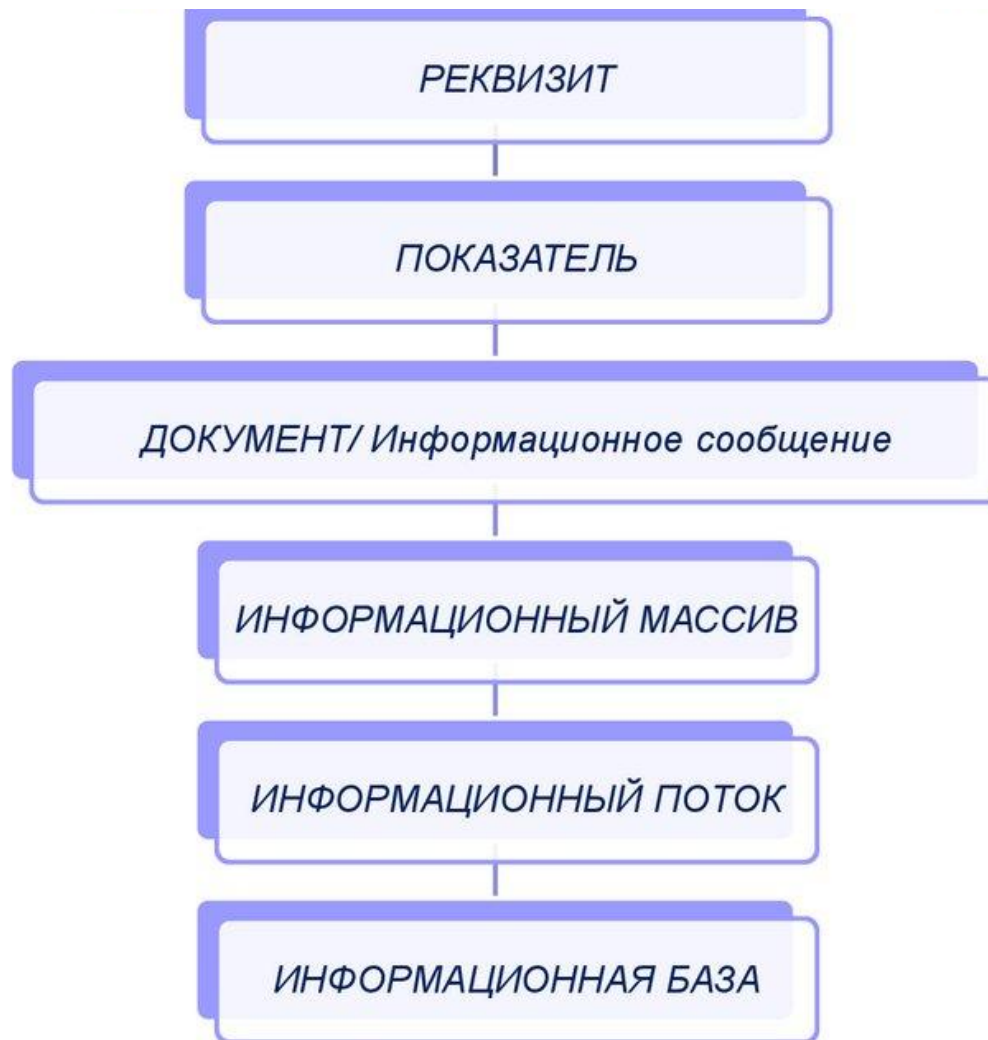 РЕКВИЗИТ
ПОКАЗАТЕЛЬ
ДОКУМЕНТ/ Информационное сообщение
ИНФОРМАЦИОННЫЙ МАССИВ
ИНФОРМАЦИОННЫЙ ПОТОК
ИНФОРМАЦИОННАЯ БАЗА